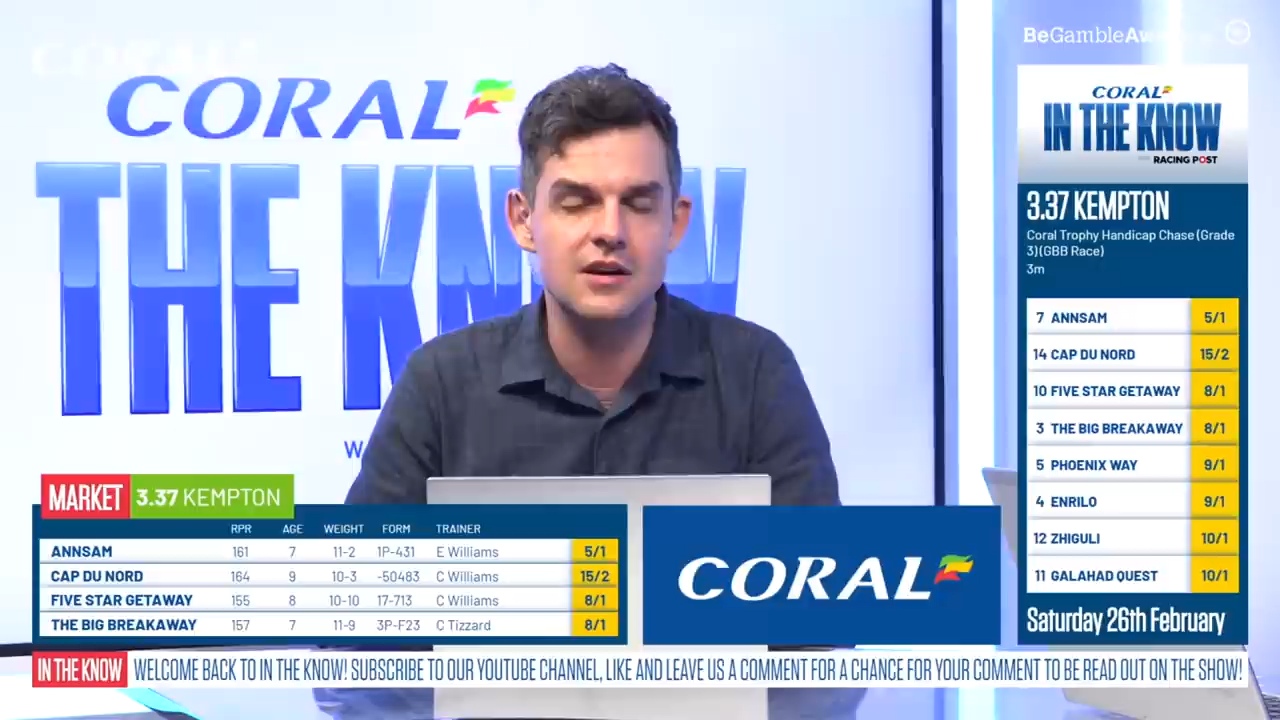 CORAL
BeGambleAw
CORAL
THE KNOW
W
CORAL
IN THE KNOW
RACING POST
3.37 KEMPTON
Coral Trophy Handicap Chase (Grade
3)(GBB Race)
3m
7 ANNSAM 5/1
14 CAP DU NORD 15/2
10 FIVE STAR GETAWAY 8/1
3 THE BIG BREAKAWAY 8/1
5 PHOENIX WAY 9/1
4 ENRILO 9/1
12 ZHIGULI 10/1
11 GALAHAD QUEST 10/1
Saturday 26th February
MARKET 3.37 KEMPTON
RPR AGE WEIGHT FORM TRAINER
ANNSAM 161 7 11-2 1P-431 E Williams 5/1
CAP DU NORD 164 9 10-3 -50483 C Williams 15/2
FIVE STAR GETAWAY 155 8 10-10 17-713 C Williams 8/1
THE BIG BREAKAWAY 157 7 11-9 3P-F23 C Tizzard 8/1
CORAL
IN THE KNOW WELCOME BACK TO IN THE KNOW! SUBSCRIBE TO OUR YOUTUBE CHANNEL, LIKE AND LEAVE US A COMMENT FOR A CHANCE FOR YOUR COMMENT TO BE READ OUT ON THE SHOW!